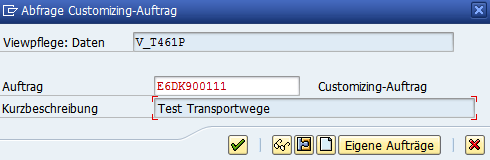 Abfrage Customizing-Auftrag
Viewpflege: Daten V_T461P
Auftrag E6DK900111 Customizing-Auftrag
Kurzbeschreibung Test Transportwege
Eigene Aufträge